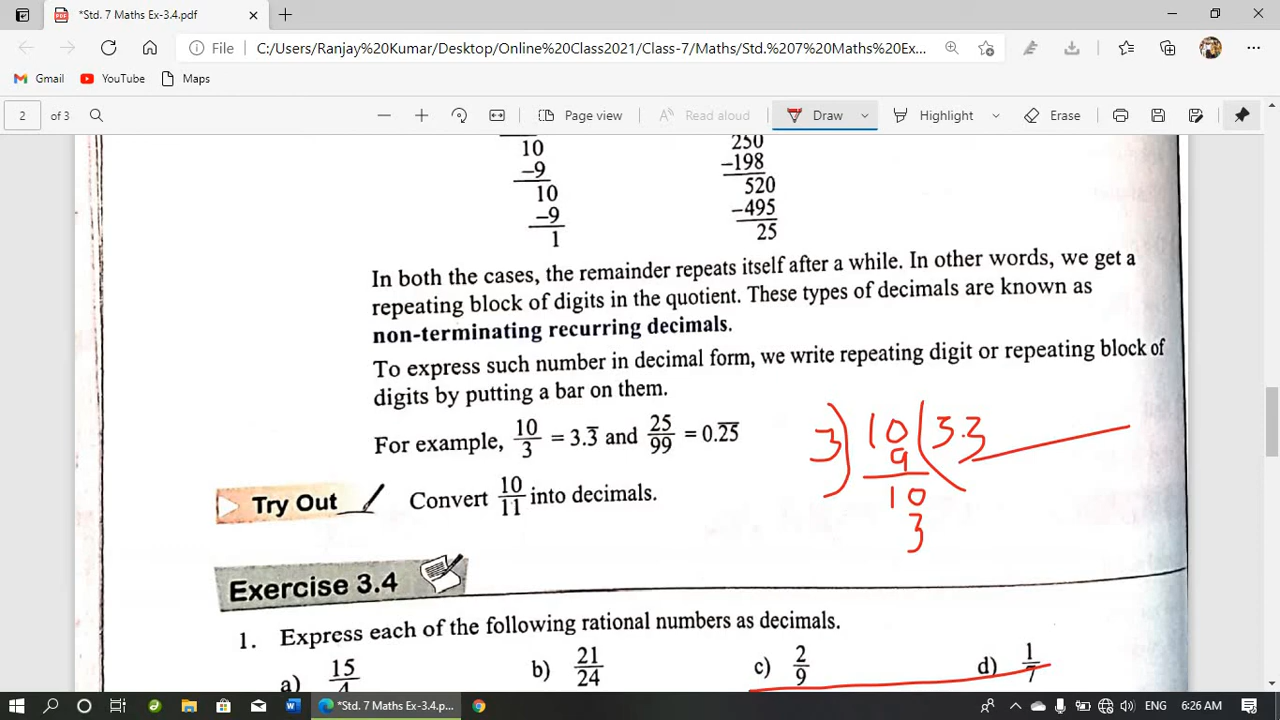 *Std. 7 Maths Ex-3.4.pdf
File C:/Users/Ranjay%20Kumar/Desktop/Online%20Class2021/Class-7/Maths/Std.%207%20Maths%20Ex...
Gmail YouTube Maps
2 of 3 Page view Read aloud Draw Highlight Erase
10 250
–9 –198
10 520
–9 –495
1 25
In both the cases, the remainder repeats itself after a while. In other words, we get a
repeating block of digits in the quotient. These types of decimals are known as
non-terminating recurring decimals.
To express such number in decimal form, we write repeating digit or repeating block of
digits by putting a bar on them.
For example, 10/3 = 3.3̅ and 25/99 = 0.2̅5̅
3) 10 ( 3.3
9
10
3
Try Out Convert 10/11 into decimals.
Exercise 3.4
1. Express each of the following rational numbers as decimals.
a) 15/4 b) 21/24 c) 2/9 d) 1/7
*Std. 7 Maths Ex-3.4.p... ENG 6:26 AM